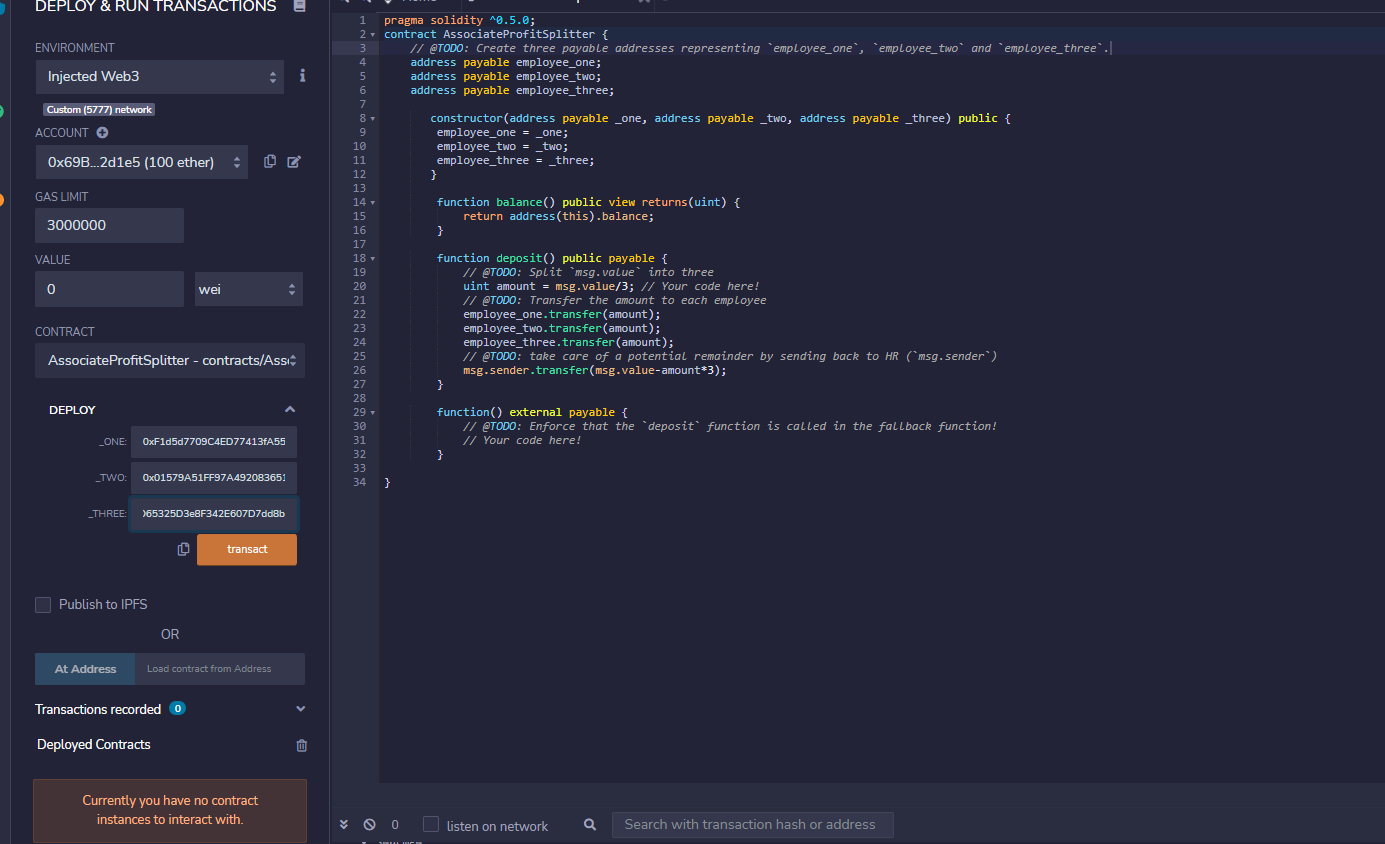 DEPLOY & RUN TRANSACTIONS
ENVIRONMENT
Injected Web3
Custom (5777) network
ACCOUNT
0x69B...2d1e5 (100 ether)
GAS LIMIT
3000000
VALUE
0
wei
CONTRACT
AssociateProfitSplitter - contracts/Ass
DEPLOY
_ONE:
0xF1d5d7709C4ED77413fA55
_TWO:
0x01579A51FF97A492083651
_THREE:
065325D3e8F342E607D7dd8b
transact
Publish to IPFS
OR
At Address
Load contract from Address
Transactions recorded 0
Deployed Contracts
Currently you have no contract
instances to interact with.
1 pragma solidity ^0.5.0;
2 contract AssociateProfitSplitter {
3 // @TODO: Create three payable addresses representing `employee_one`, `employee_two` and `employee_three`.
4 address payable employee_one;
5 address payable employee_two;
6 address payable employee_three;
7
8 constructor(address payable _one, address payable _two, address payable _three) public {
9 employee_one = _one;
10 employee_two = _two;
11 employee_three = _three;
12 }
13
14 function balance() public view returns(uint) {
15 return address(this).balance;
16 }
17
18 function deposit() public payable {
19 // @TODO: Split `msg.value` into three
20 uint amount = msg.value/3; // Your code here!
21 // @TODO: Transfer the amount to each employee
22 employee_one.transfer(amount);
23 employee_two.transfer(amount);
24 employee_three.transfer(amount);
25 // @TODO: take care of a potential remainder by sending back to HR (`msg.sender`)
26 msg.sender.transfer(msg.value-amount*3);
27 }
28
29 function() external payable {
30 // @TODO: Enforce that the `deposit` function is called in the fallback function!
31 // Your code here!
32 }
33
34 }
0
listen on network
Search with transaction hash or address